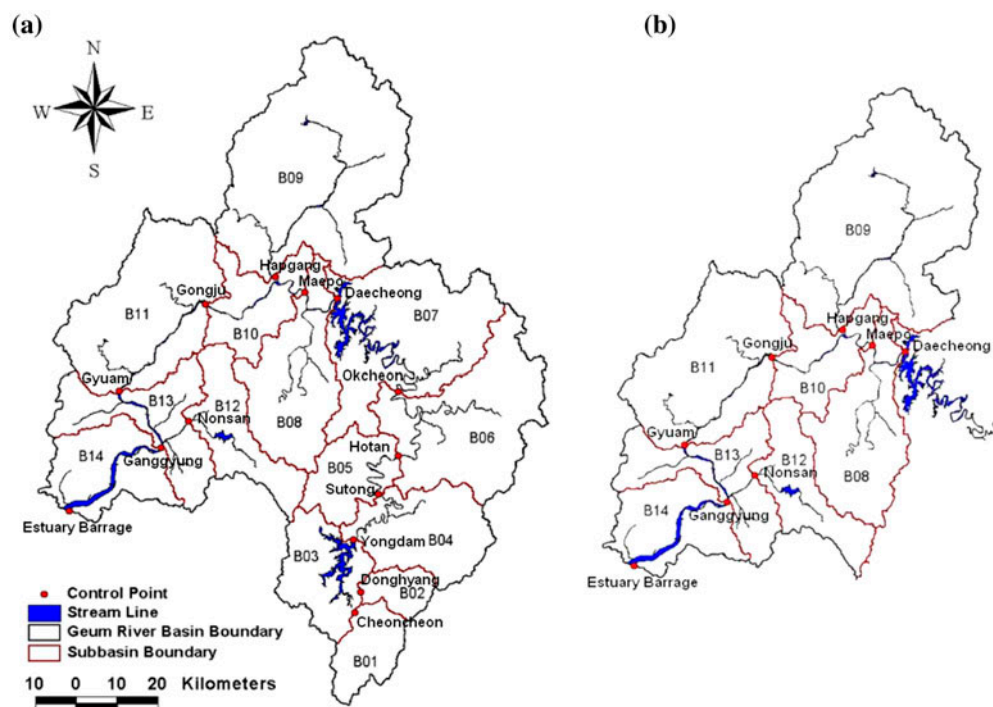 (a)
N
W
E
S
B09
Hapgang
Maepo
Gongju
Daecheong
B11
B10
B07
Okcheon
Gyuam
B13
B12
Nonsan
B08
B06
Hotan
B14
Ganggyung
B05
Sutong
Estuary Barrage
B03
Yongdam
B04
Donghyang
B02
Cheoncheon
B01
Control Point
Stream Line
Geum River Basin Boundary
Subbasin Boundary
10 0 10 20 Kilometers
(b)
B09
Hapgang
Maepo
Gongju
Daecheong
B11
B10
Gyuam
B13
B12
Nonsan
B08
B14
Ganggyung
Estuary Barrage